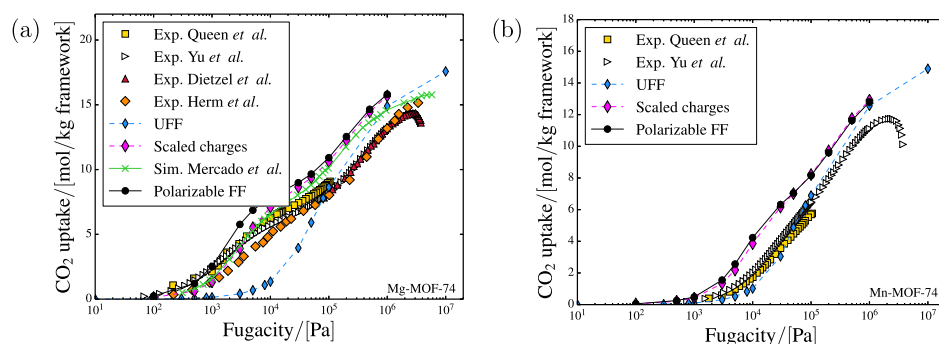 (a)
CO2 uptake/[mol/kg framework]
20
15
10
5
0
Exp. Queen et al.
Exp. Yu et al.
Exp. Dietzel et al.
Exp. Herm et al.
UFF
Scaled charges
Sim. Mercado et al.
Polarizable FF
Mg-MOF-74
10^1 10^2 10^3 10^4 10^5 10^6 10^7
Fugacity/[Pa]
(b)
CO2 uptake/[mol/kg framework]
18
16
14
12
10
8
6
4
2
0
Exp. Queen et al.
Exp. Yu et al.
UFF
Scaled charges
Polarizable FF
Mn-MOF-74
10^1 10^2 10^3 10^4 10^5 10^6 10^7
Fugacity/[Pa]